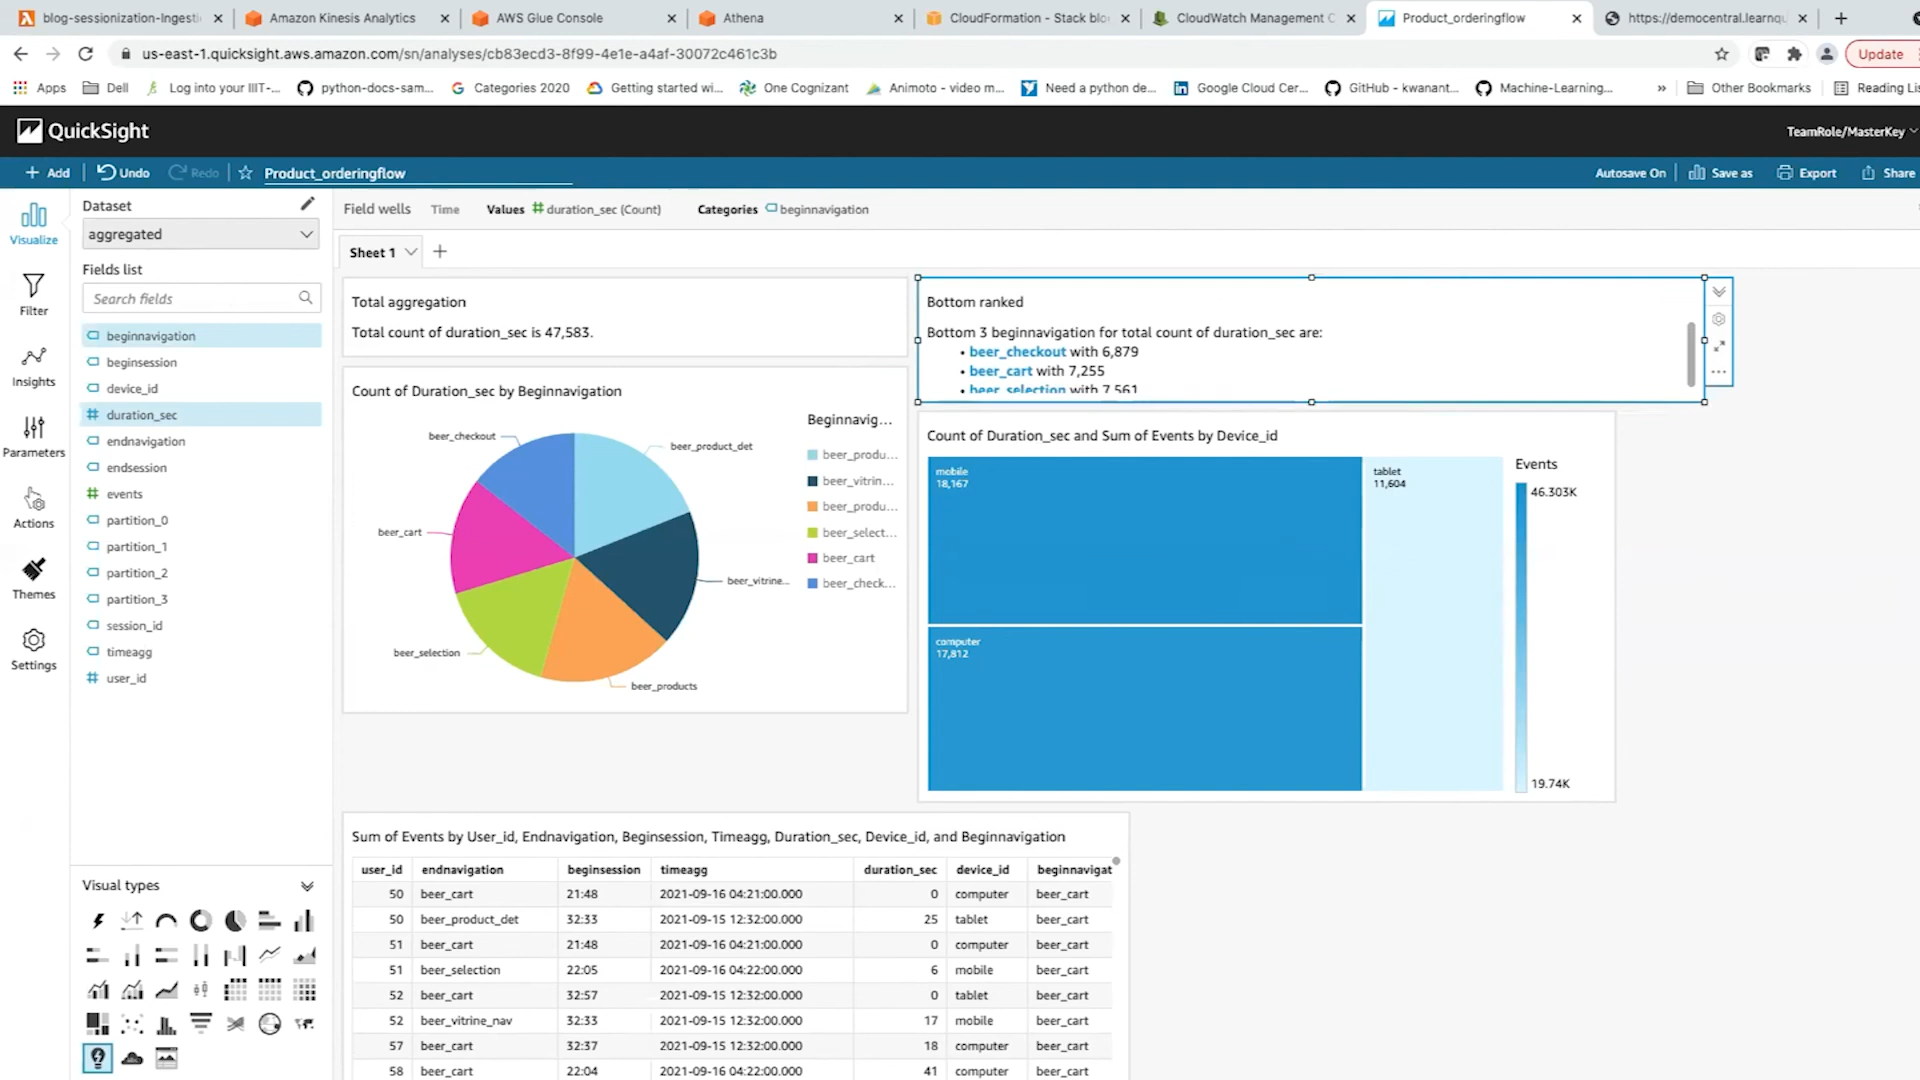 blog-sessionization-Ingesti
Amazon Kinesis Analytics
AWS Glue Console
Athena
CloudFormation - Stack blo
CloudWatch Management C
Product_orderingflow
https://democentral.learnqu
us-east-1.quicksight.aws.amazon.com/sn/analyses/cb83ecd3-8f99-4e1e-a4af-30072c461c3b
Update
Apps
Dell
Log into your IIIT-...
python-docs-sam...
Categories 2020
Getting started wi...
One Cognizant
Animoto - video m...
Need a python de...
Google Cloud Cer...
GitHub - kwanant...
Machine-Learning...
»
Other Bookmarks
Reading Lis
QuickSight
TeamRole/MasterKey
Add
Undo
Redo
Product_orderingflow
Autosave On
Save as
Export
Share
Visualize
Filter
Insights
Parameters
Actions
Themes
Settings
Dataset
aggregated
Fields list
Search fields
beginnavigation
beginsession
device_id
duration_sec
endnavigation
endsession
events
partition_0
partition_1
partition_2
partition_3
session_id
timeagg
user_id
Visual types
Field wells Time Values duration_sec (Count) Categories beginnavigation
Sheet 1
Total aggregation
Total count of duration_sec is 47,583.
Bottom ranked
Bottom 3 beginnavigation for total count of duration_sec are:
• beer_checkout with 6,879
• beer_cart with 7,255
• beer_selection with 7,561
Count of Duration_sec by Beginnavigation
beer_checkout
beer_product_det
beer_cart
beer_vitrine...
beer_selection
beer_products
Beginnavig...
beer_produ...
beer_vitrin...
beer_produ...
beer_select...
beer_cart
beer_check...
Count of Duration_sec and Sum of Events by Device_id
mobile
18,167
tablet
11,604
computer
17,812
Events
46.303K
19.74K
Sum of Events by User_id, Endnavigation, Beginsession, Timeagg, Duration_sec, Device_id, and Beginnavigation
user_id endnavigation beginsession timeagg duration_sec device_id beginnavigat
50 beer_cart 21:48 2021-09-16 04:21:00.000 0 computer beer_cart
50 beer_product_det 32:33 2021-09-15 12:32:00.000 25 tablet beer_cart
51 beer_cart 21:48 2021-09-16 04:21:00.000 0 computer beer_cart
51 beer_selection 22:05 2021-09-16 04:22:00.000 6 mobile beer_cart
52 beer_cart 32:57 2021-09-15 12:32:00.000 0 tablet beer_cart
52 beer_vitrine_nav 32:33 2021-09-15 12:32:00.000 17 mobile beer_cart
57 beer_cart 32:37 2021-09-15 12:32:00.000 18 computer beer_cart
58 beer_cart 22:04 2021-09-16 04:22:00.000 41 computer beer_cart